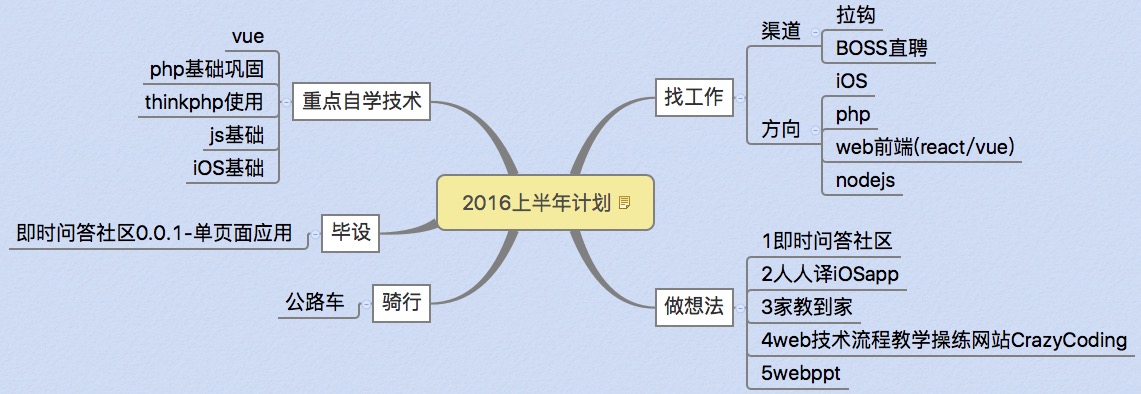 2016上半年计划
找工作
渠道
拉钩
BOSS直聘
方向
iOS
php
web前端(react/vue)
nodejs
做想法
1即时问答社区
2人人译iOSapp
3家教到家
4web技术流程教学操练网站CrazyCoding
5webppt
重点自学技术
vue
php基础巩固
thinkphp使用
js基础
iOS基础
毕设
即时问答社区0.0.1-单页面应用
骑行
公路车